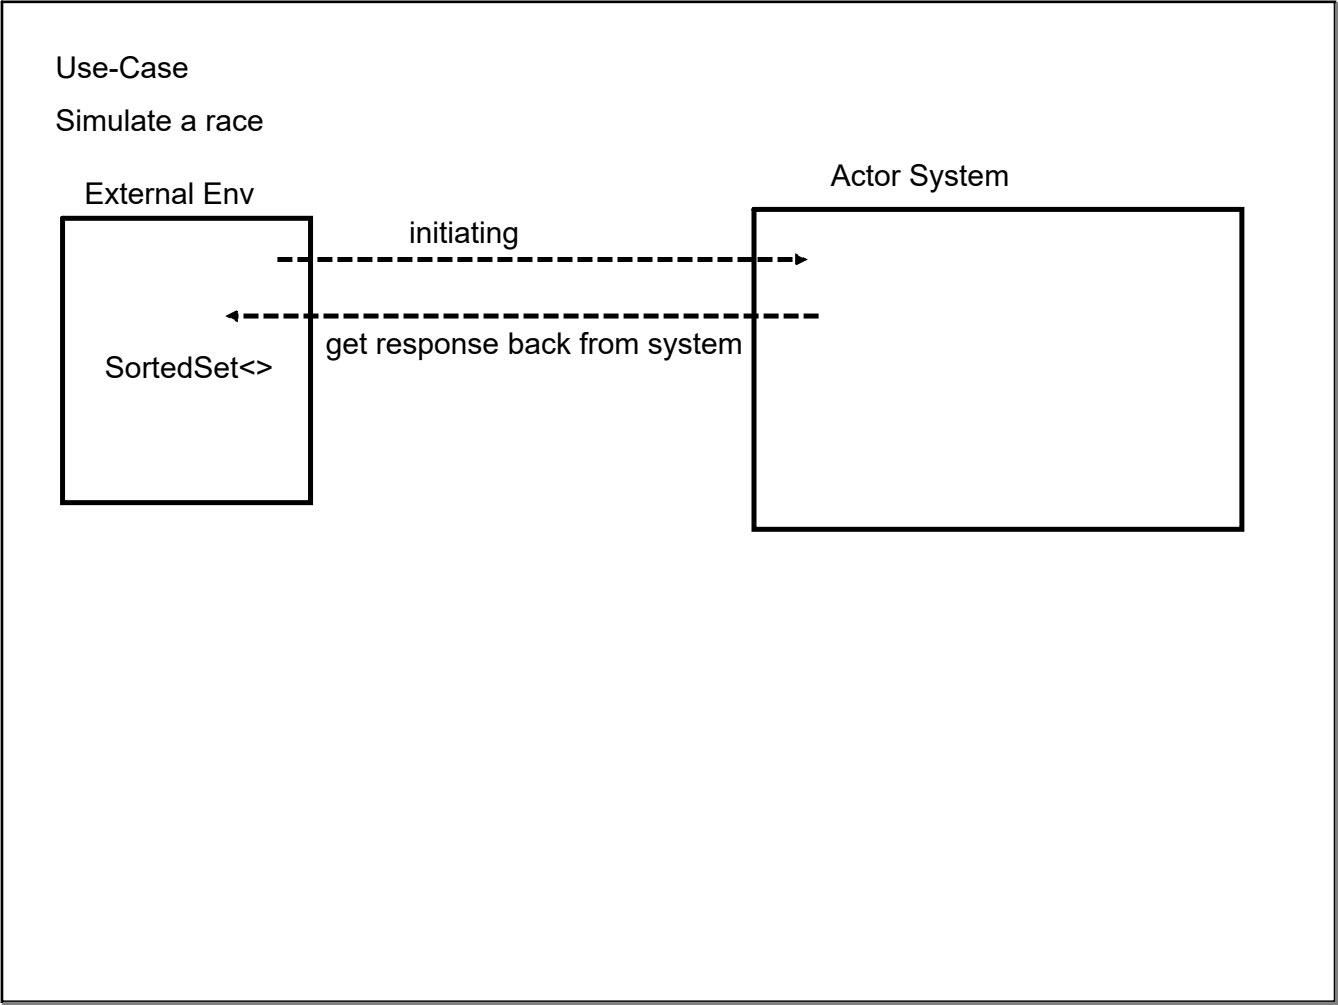 Use-Case
Simulate a race
External Env
Actor System
initiating
get response back from system
SortedSet<>